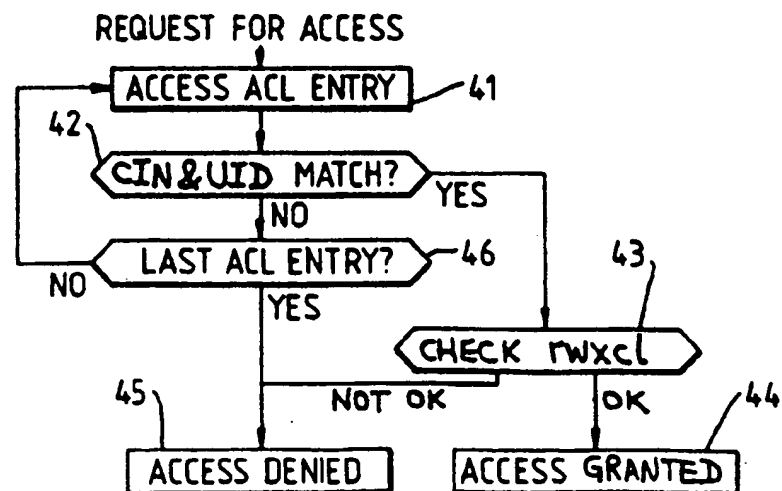 REQUEST FOR ACCESS
ACCESS ACL ENTRY
41
42
CIN&UID MATCH?
YES
NO
LAST ACL ENTRY?
46
43
NO
YES
CHECK rwxcl
NOT OK
OK
45
44
ACCESS DENIED
ACCESS GRANTED